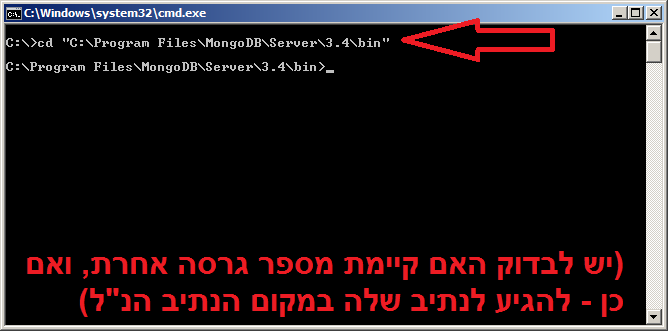 C:\Windows\system32\cmd.exe
C:\>cd "C:\Program Files\MongoDB\Server\3.4\bin"
C:\Program Files\MongoDB\Server\3.4\bin>_
(יש לבדוק האם קיימת מספר גרסה אחרת, ואם
כן - להגיע לנתיב שלה במקום הנתיב הנ"ל)